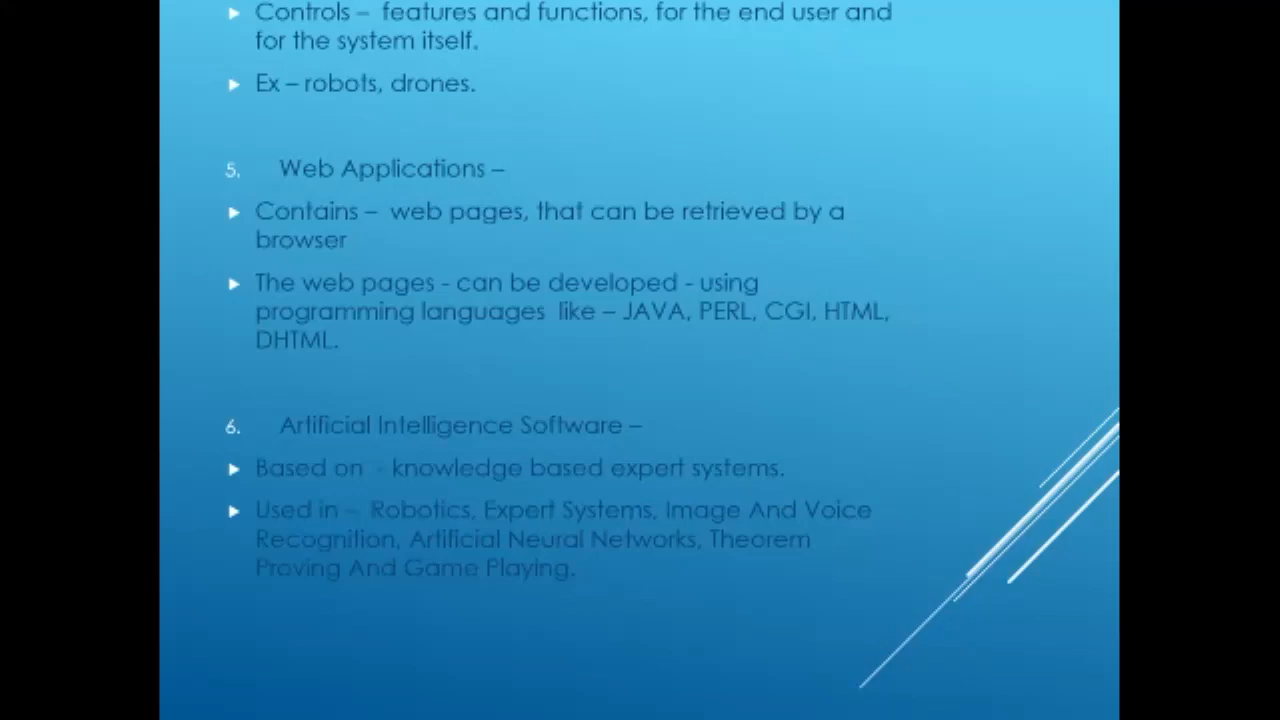 Controls –  features and functions, for the end user and
for the system itself.
Ex – robots, drones.
5. Web Applications –
Contains –  web pages, that can be retrieved by a
browser
The web pages - can be developed - using
programming languages  like – JAVA, PERL, CGI, HTML,
DHTML.
6. Artificial Intelligence Software –
Based on  - knowledge based expert systems.
Used in –  Robotics, Expert Systems, Image And Voice
Recognition, Artificial Neural Networks, Theorem
Proving And Game Playing.